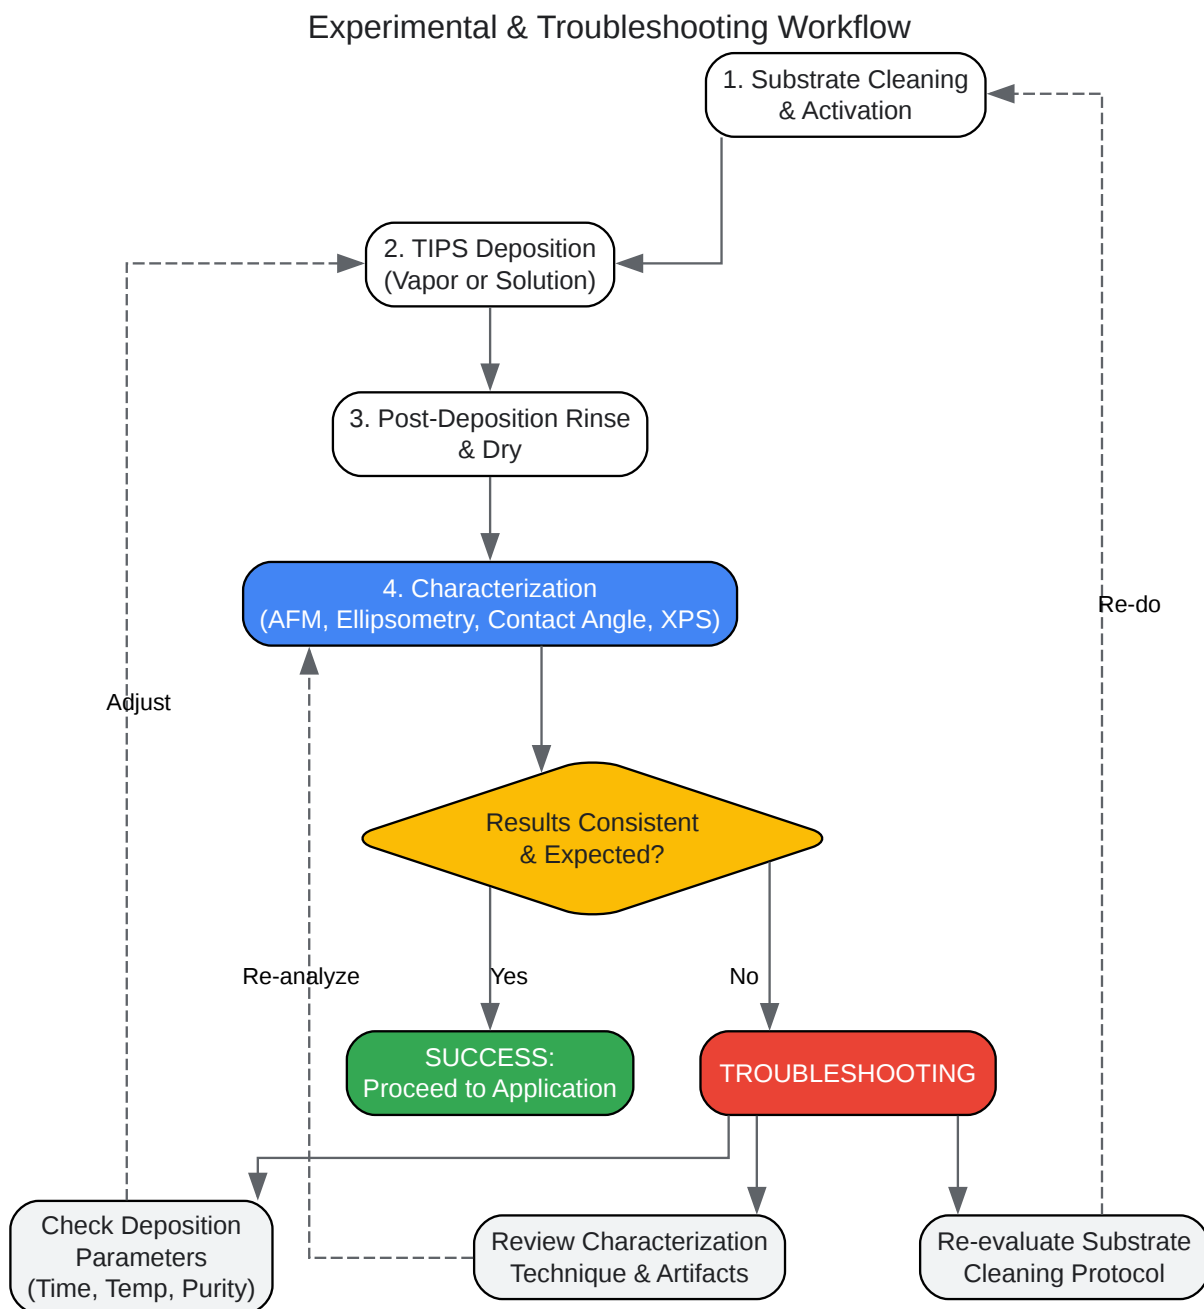 Experimental & Troubleshooting Workflow
1. Substrate Cleaning
& Activation
2. TIPS Deposition
(Vapor or Solution)
3. Post-Deposition Rinse
& Dry
4. Characterization
(AFM, Ellipsometry, Contact Angle, XPS)
Re-do
Adjust
Results Consistent
& Expected?
Re-analyze
Yes
No
SUCCESS:
Proceed to Application
TROUBLESHOOTING
Check Deposition
Parameters
(Time, Temp, Purity)
Review Characterization
Technique & Artifacts
Re-evaluate Substrate
Cleaning Protocol